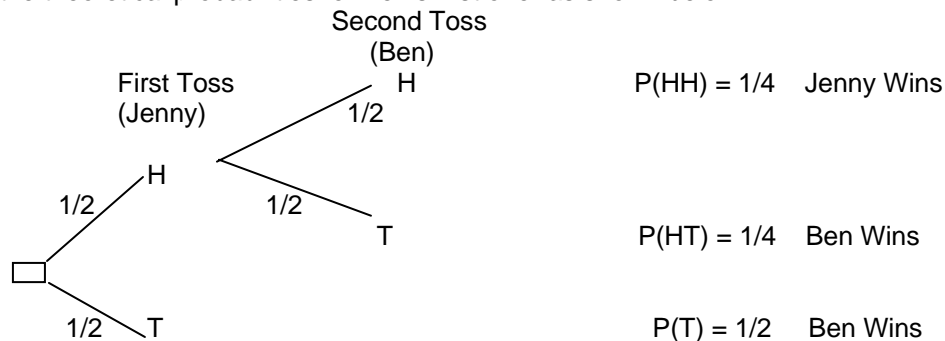 Second Toss
(Ben)
First Toss
(Jenny)
H
P(HH) = 1/4 Jenny Wins
1/2
H
1/2
1/2
T
P(HT) = 1/4 Ben Wins
1/2
T
P(T) = 1/2 Ben Wins